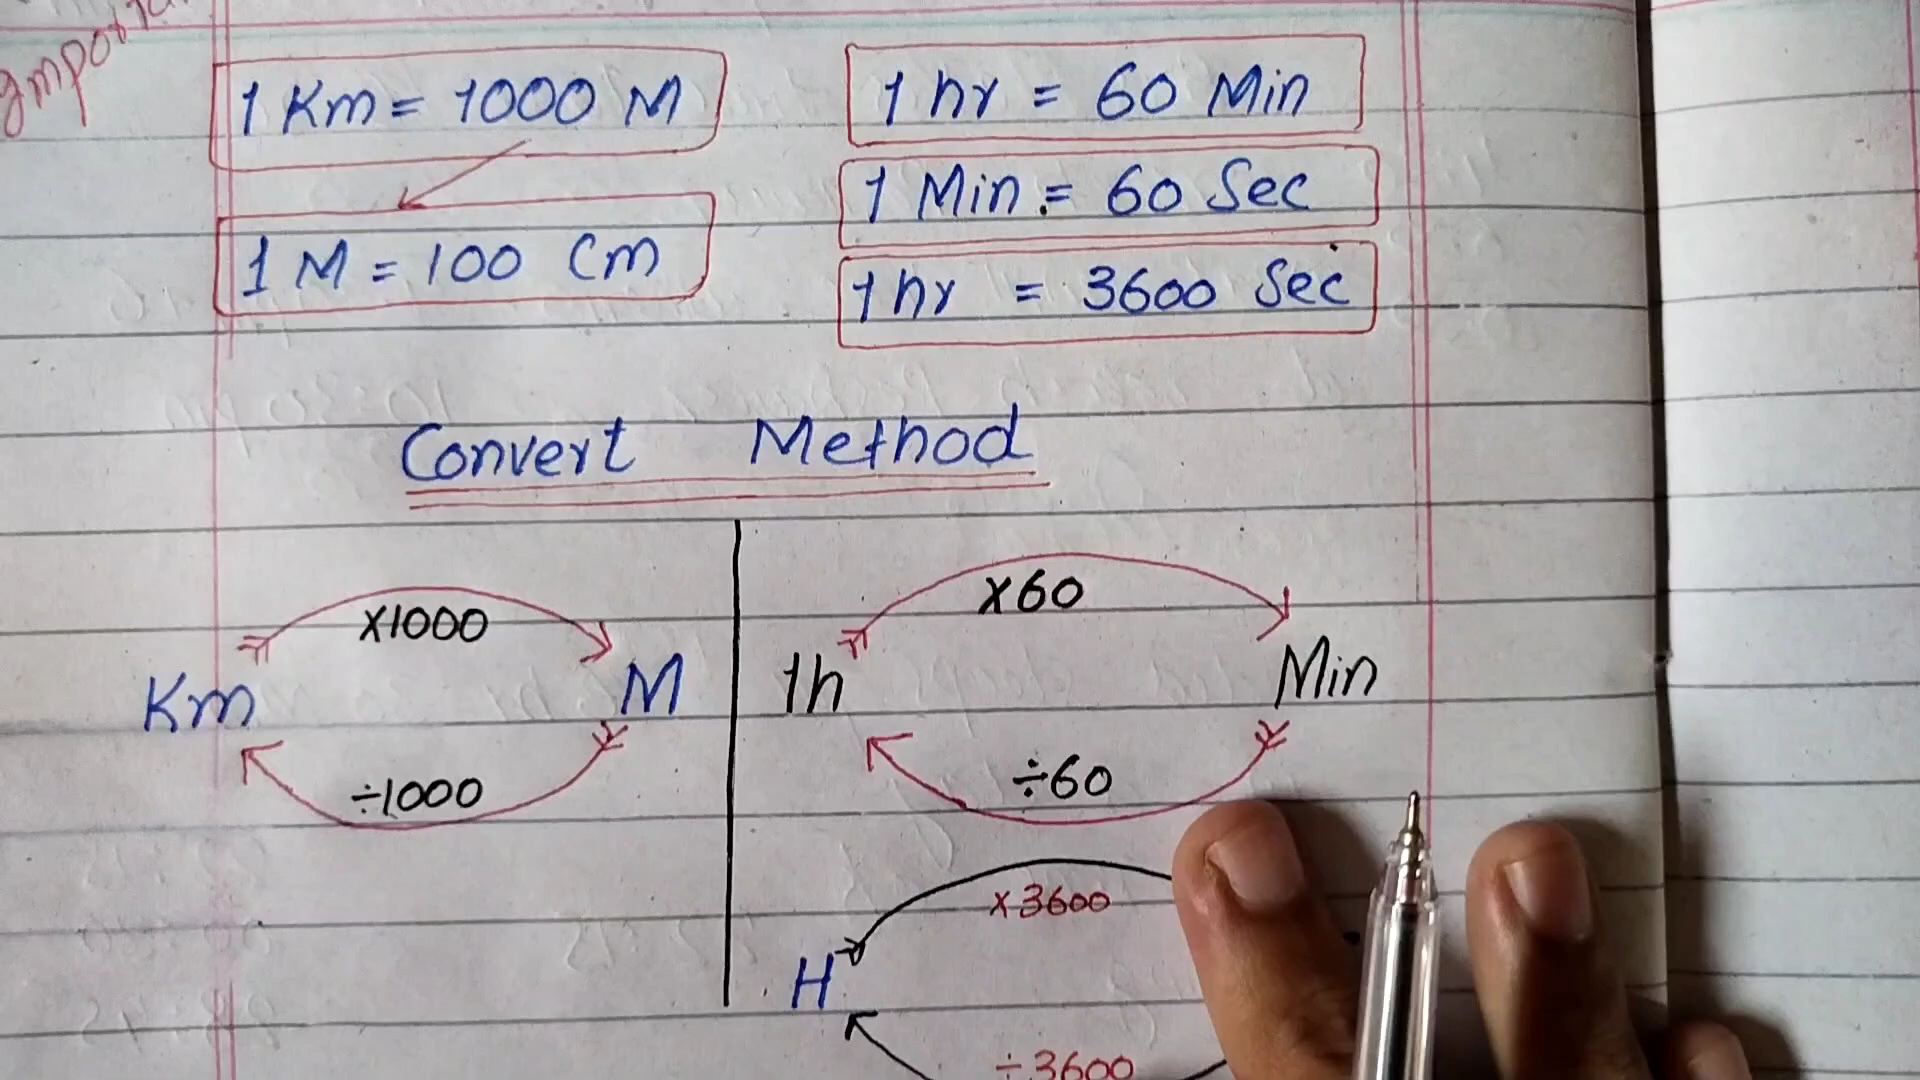 1 Km = 1000 M
1 M = 100 Cm
1 hr = 60 Min
1 Min = 60 Sec
1 hr = 3600 Sec
Convert Method
x1000
Km M
÷1000
x60
1h Min
÷60
x3600
H
÷3600